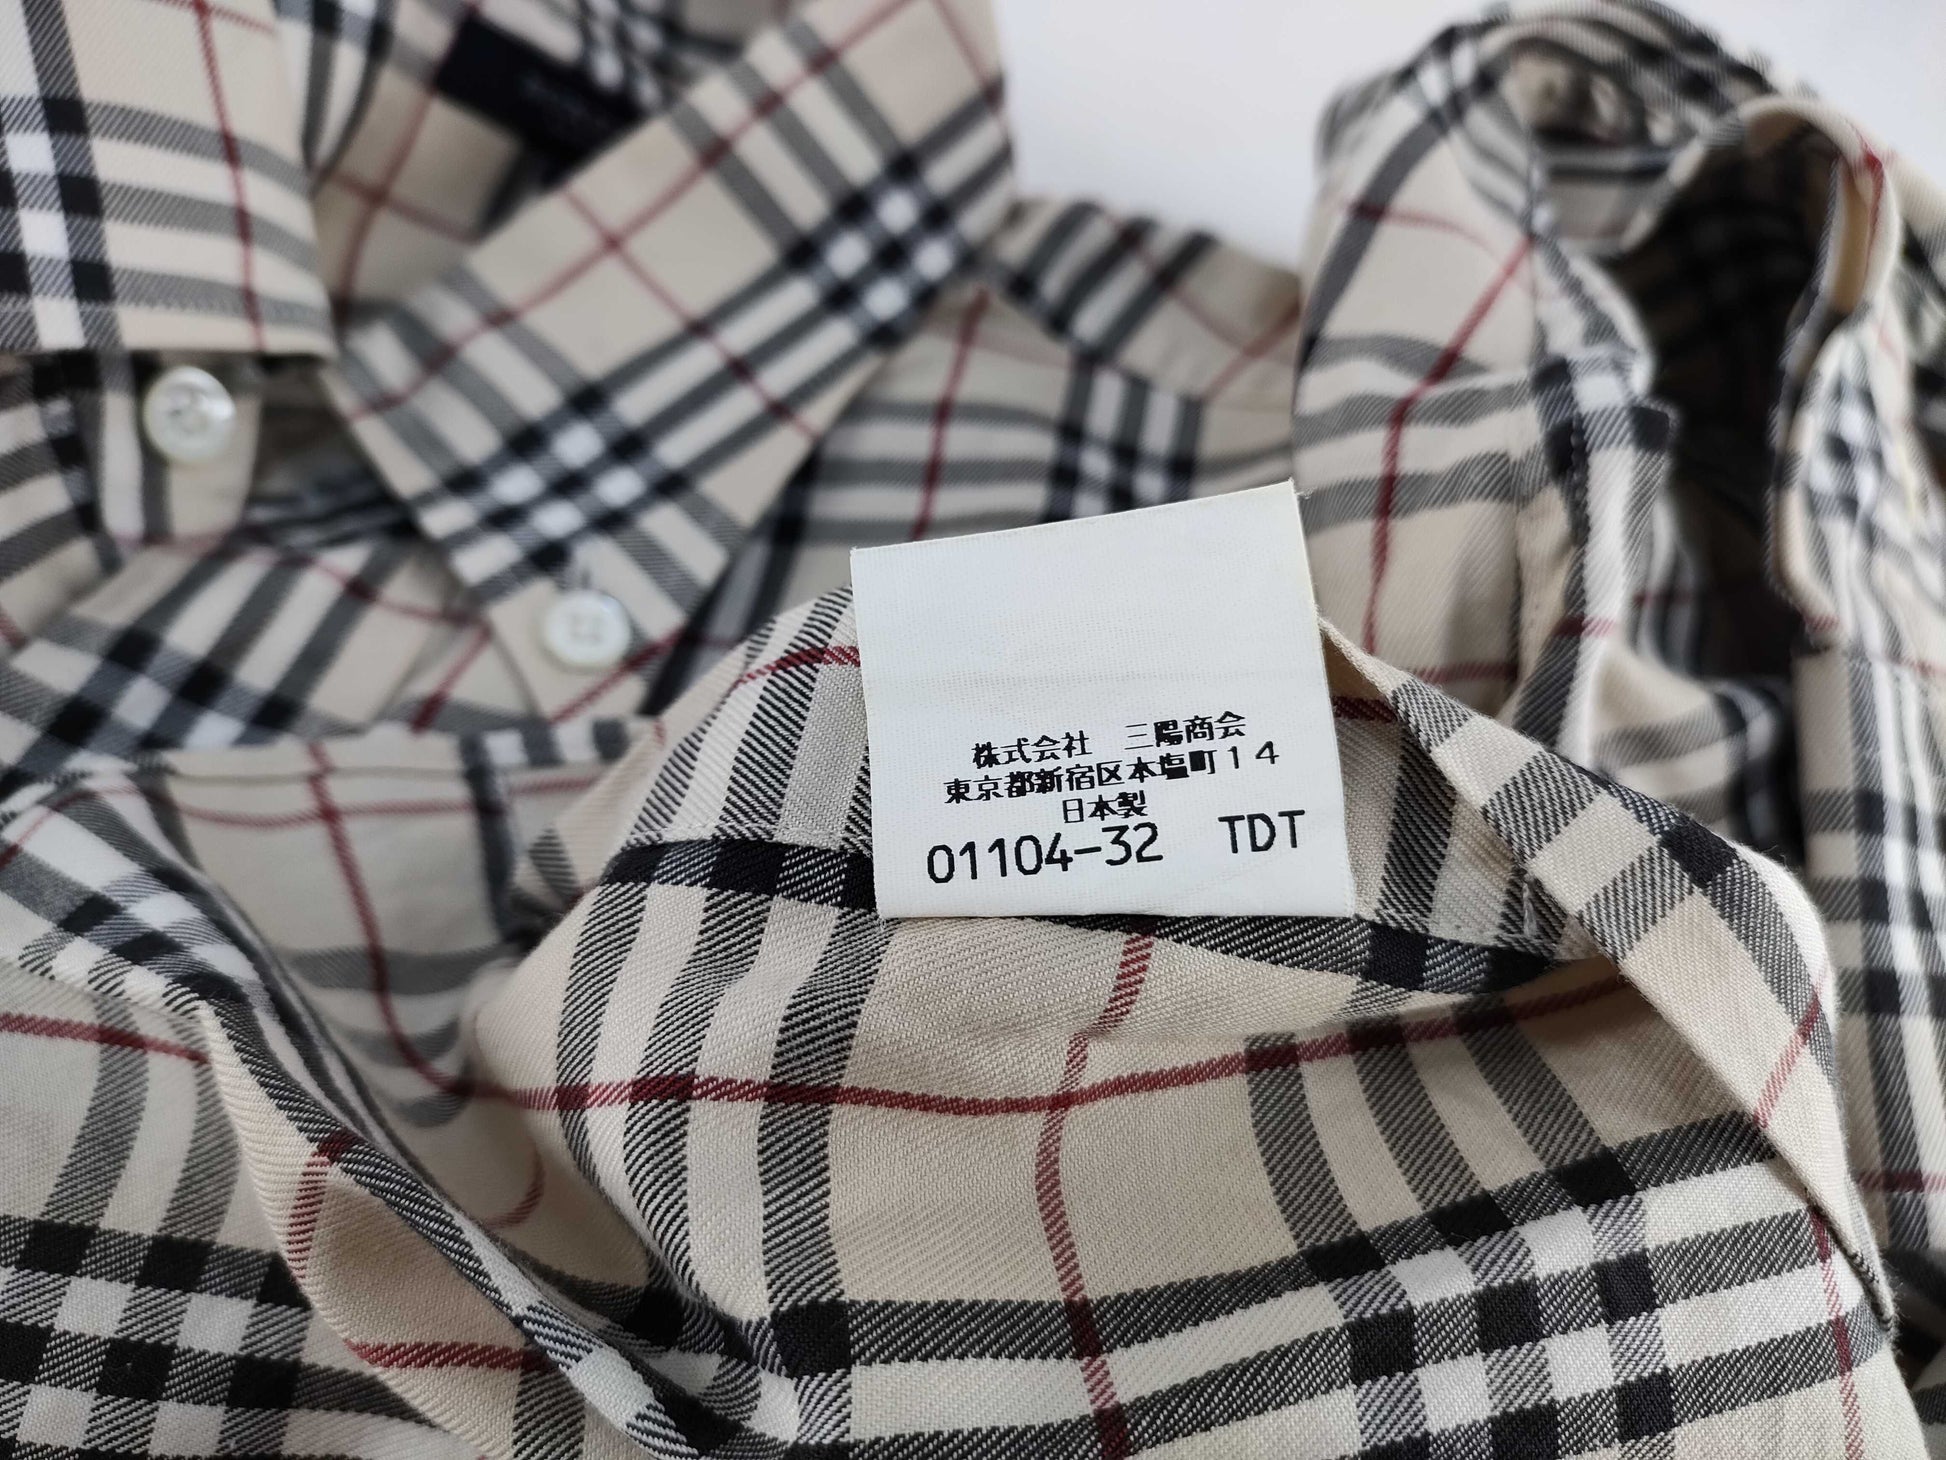 株式会社　三陽商会
東京都新宿区本塩町１４
日本製
01104-32　TDT